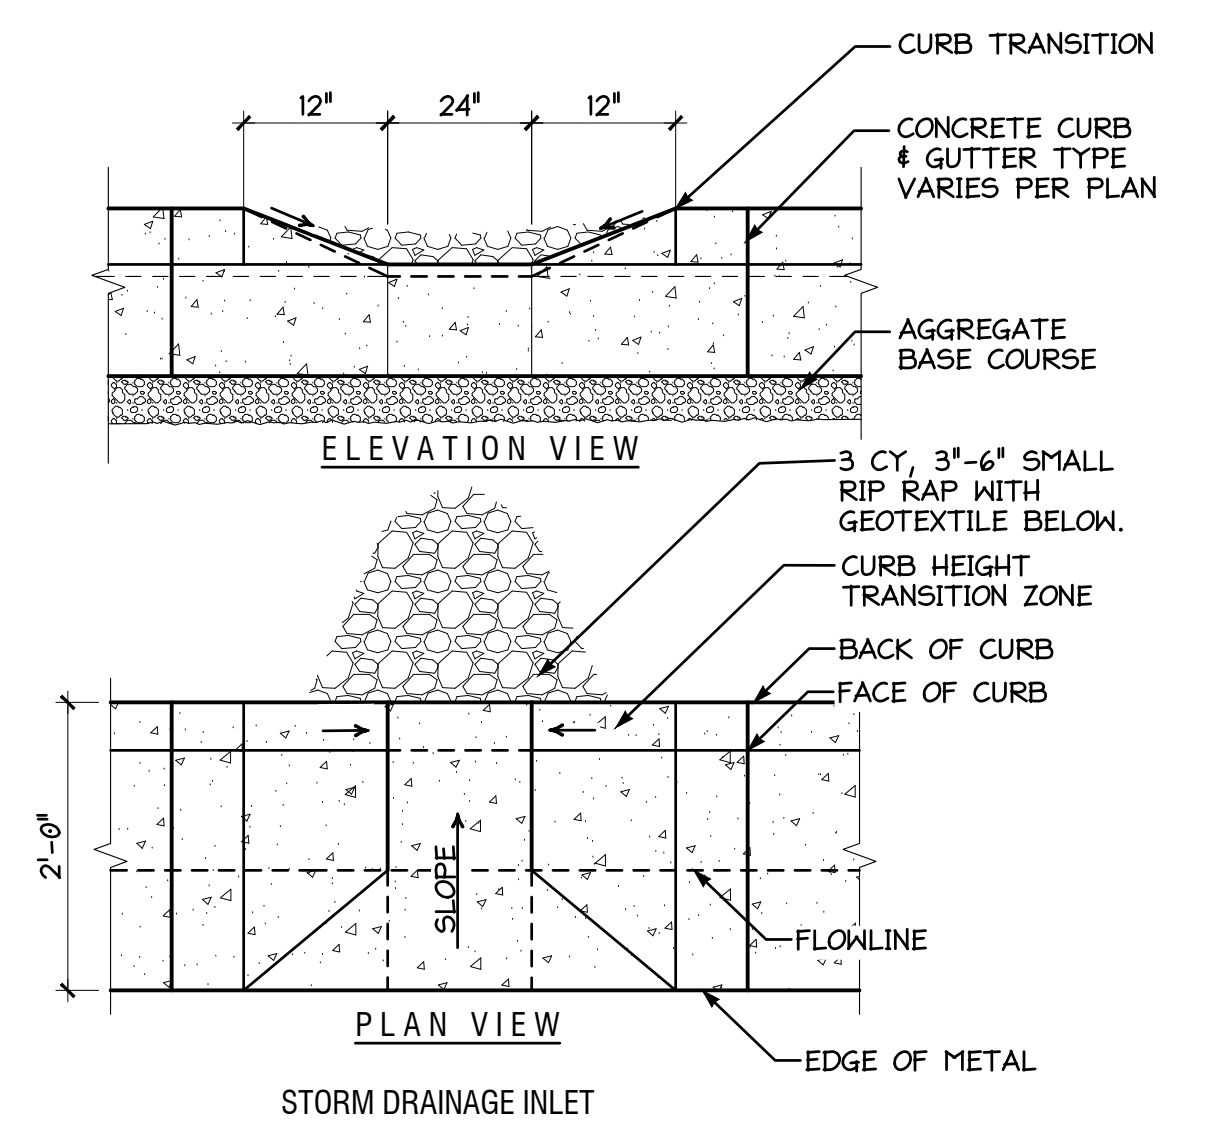 CURB TRANSITION
12" 24" 12"
CONCRETE CURB
& GUTTER TYPE
VARIES PER PLAN
AGGREGATE
BASE COURSE
ELEVATION VIEW
3 CY, 3"-6" SMALL
RIP RAP WITH
GEOTEXTILE BELOW.
CURB HEIGHT
TRANSITION ZONE
BACK OF CURB
FACE OF CURB
2'-0"
SLOPE
FLOWLINE
PLAN VIEW
EDGE OF METAL
STORM DRAINAGE INLET